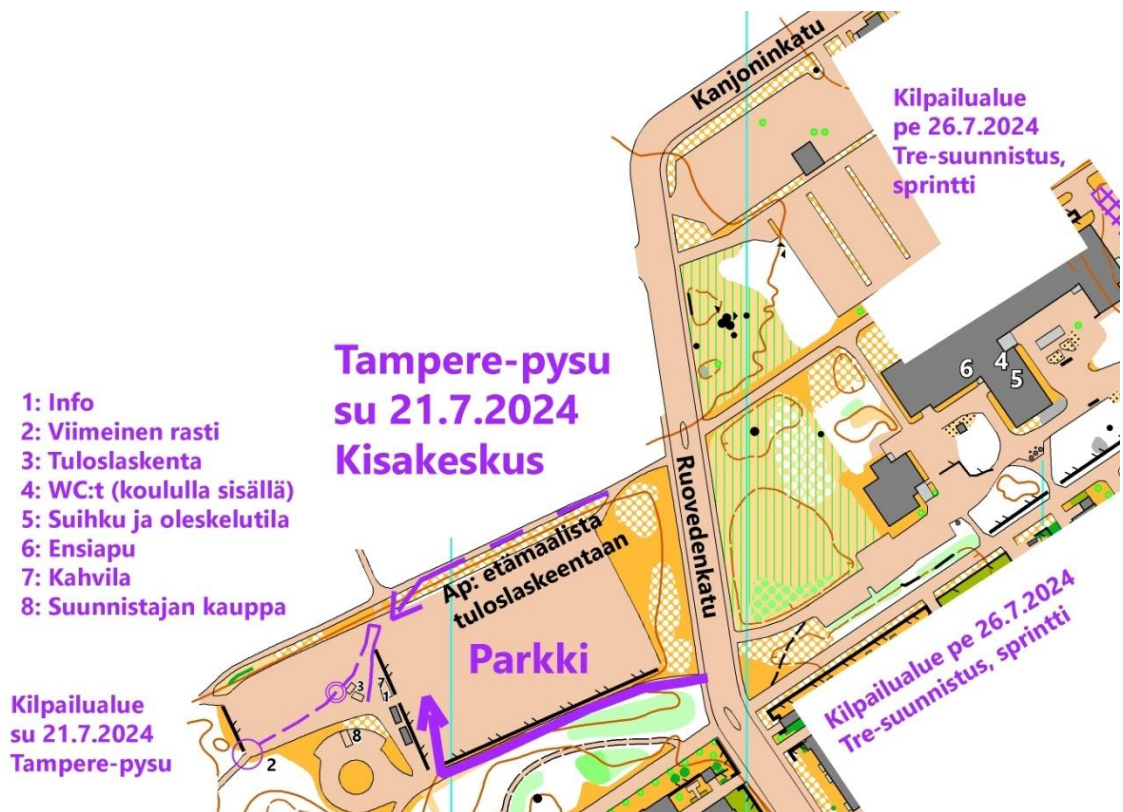 Kanjoninkatu
Kilpailualue
pe 26.7.2024
Tre-suunnistus,
sprintti
Tampere-pysu
su 21.7.2024
Kisakeskus
1: Info
2: Viimeinen rasti
3: Tuloslaskenta
4: WC:t (koululla sisällä)
5: Suihku ja oleskelutila
6: Ensiapu
7: Kahvila
8: Suunnistajan kauppa
6
4
5
Ruovedenkatu
Ap: etämaalista
tuloslaskeentaan
Parkki
3
7
1
8
2
Kilpailualue
su 21.7.2024
Tampere-pysu
Kilpailualue pe 26.7.2024
Tre-suunnistus, sprintti